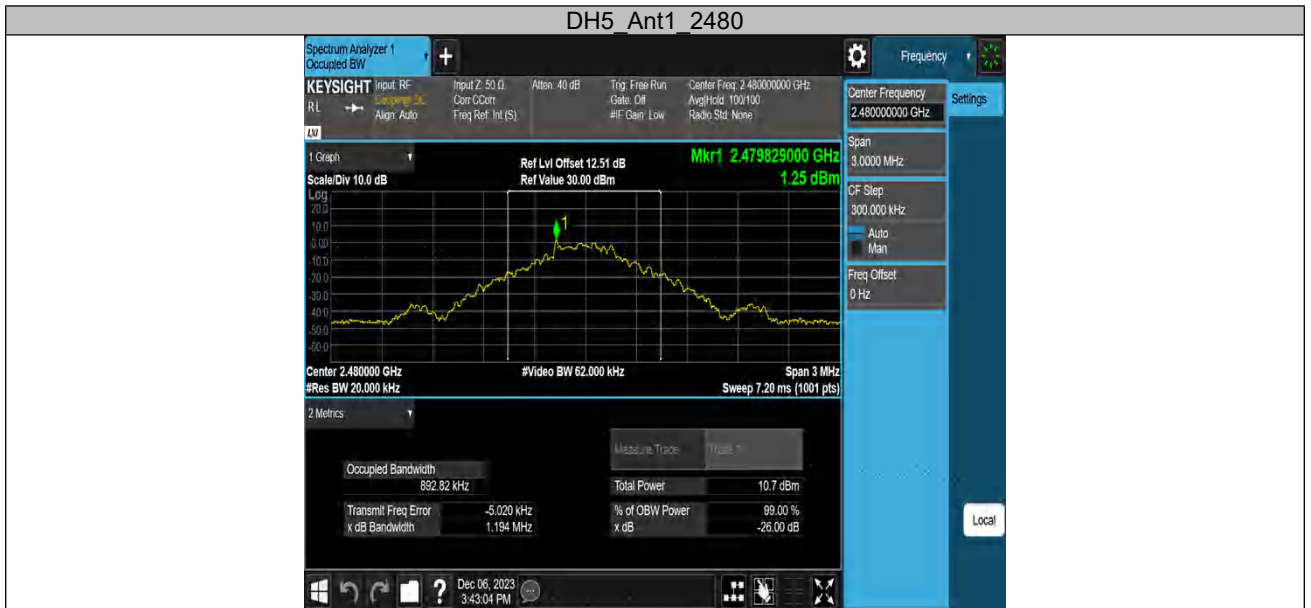 DH5_Ant1_2480
Spectrum Analyzer 1
Occupied BW
+
Frequency
KEYSIGHT
RL
LXI
Input: RF
Coupling: DC
Align: Auto
Input Z: 50 Ω
Corr CCorr
Freq Ref: Int (S)
Atten: 40 dB
Trig: Free Run
Gate: Off
#IF Gain: Low
Center Freq: 2.480000000 GHz
Avg|Hold: 100/100
Radio Std: None
Center Frequency
2.480000000 GHz
Settings
Span
3.0000 MHz
CF Step
300.000 kHz
Auto
Man
Freq Offset
0 Hz
1 Graph
Scale/Div 10.0 dB
Ref Lvl Offset 12.51 dB
Ref Value 30.00 dBm
Mkr1 2.479829000 GHz
1.25 dBm
Log
20.0
10.0
0.00
-10.0
-20.0
-30.0
-40.0
-50.0
-60.0
1
Center 2.480000 GHz
#Res BW 20.000 kHz
#Video BW 62.000 kHz
Span 3 MHz
Sweep 7.20 ms (1001 pts)
2 Metrics
Measure Trace
Trace 1
Occupied Bandwidth
892.82 kHz
Total Power 10.7 dBm
Transmit Freq Error -5.020 kHz
% of OBW Power 99.00 %
x dB Bandwidth 1.194 MHz
x dB -26.00 dB
Local
?
Dec 06, 2023
3:43:04 PM